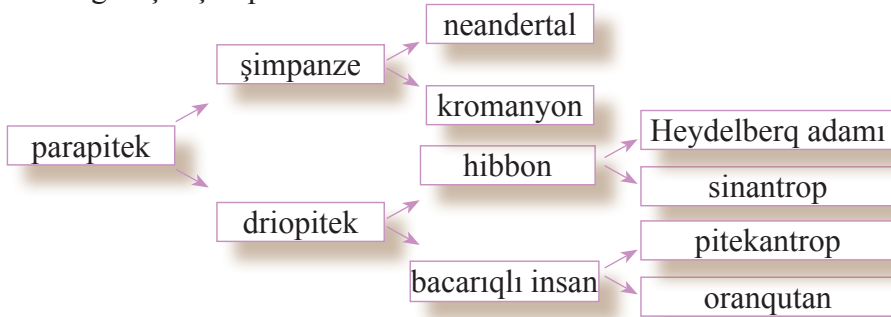 neandertal
şimpanze
kromanyon
parapitek
Heydelberq adamı
hibbon
sinantrop
driopitek
pitekantrop
bacarıqlı insan
oranqutan